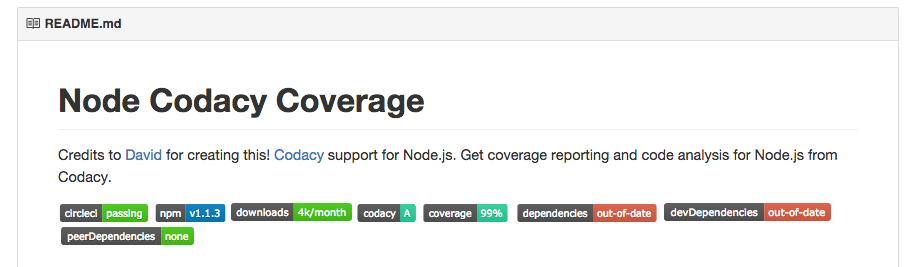 README.md
Node Codacy Coverage
Credits to David for creating this! Codacy support for Node.js. Get coverage reporting and code analysis for Node.js from
Codacy.
circleci passing npm v1.1.3 downloads 4k/month codacy A coverage 99% dependencies out-of-date devDependencies out-of-date
peerDependencies none